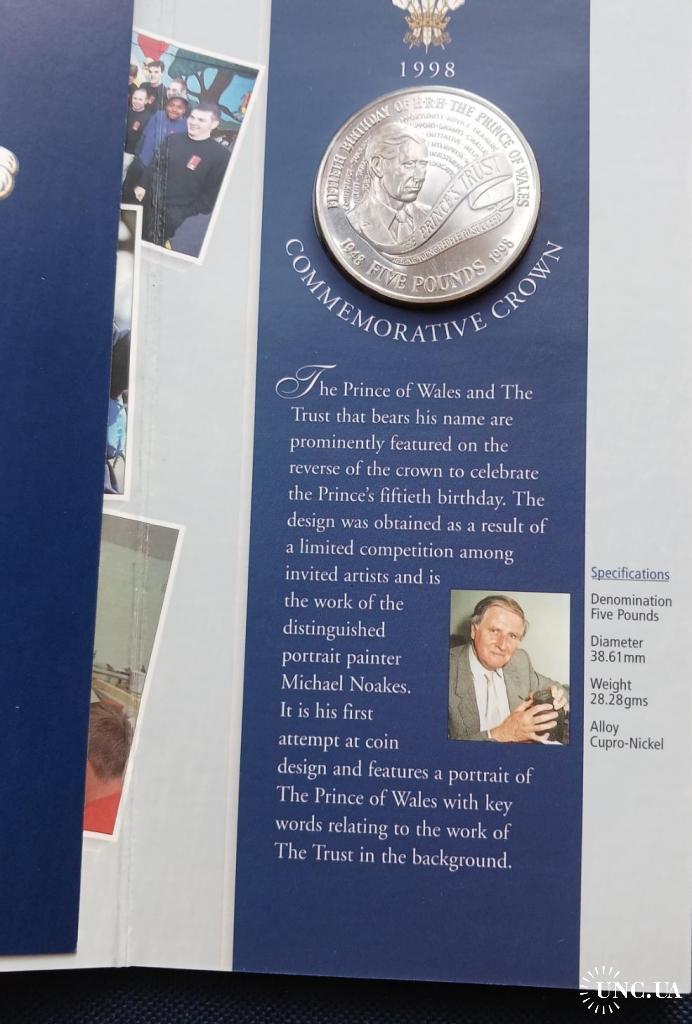 1998
FIFTIETH BIRTHDAY OF H·R·H THE PRINCE OF WALES
PRINCE'S TRUST
1948 FIVE POUNDS 1998
COMMEMORATIVE CROWN
The Prince of Wales and The
Trust that bears his name are
prominently featured on the
reverse of the crown to celebrate
the Prince's fiftieth birthday. The
design was obtained as a result of
a limited competition among
invited artists and is
the work of the
distinguished
portrait painter
Michael Noakes.
It is his first
attempt at coin
design and features a portrait of
The Prince of Wales with key
words relating to the work of
The Trust in the background.
Specifications
Denomination
Five Pounds
Diameter
38.61mm
Weight
28.28gms
Alloy
Cupro-Nickel
UNC.UA